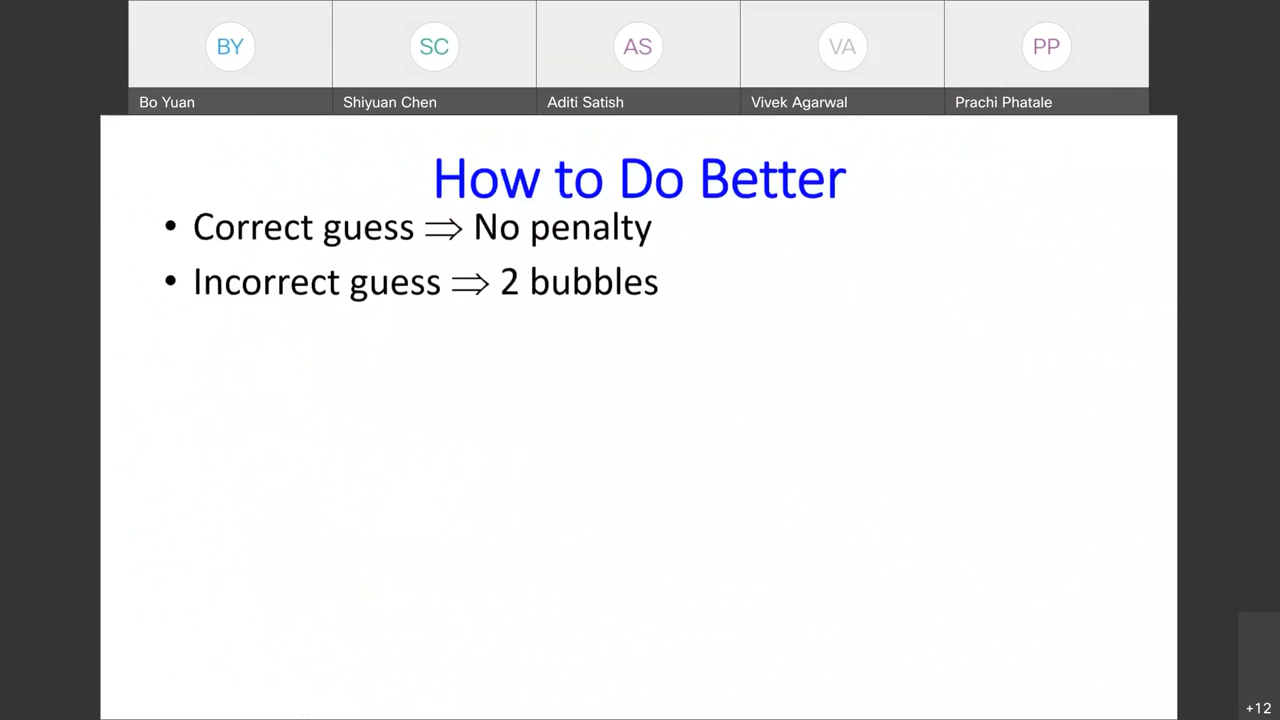 BY
SC
AS
VA
PP
Bo Yuan
Shiyuan Chen
Aditi Satish
Vivek Agarwal
Prachi Phatale
How to Do Better
• Correct guess ⇒ No penalty
• Incorrect guess ⇒ 2 bubbles
+12